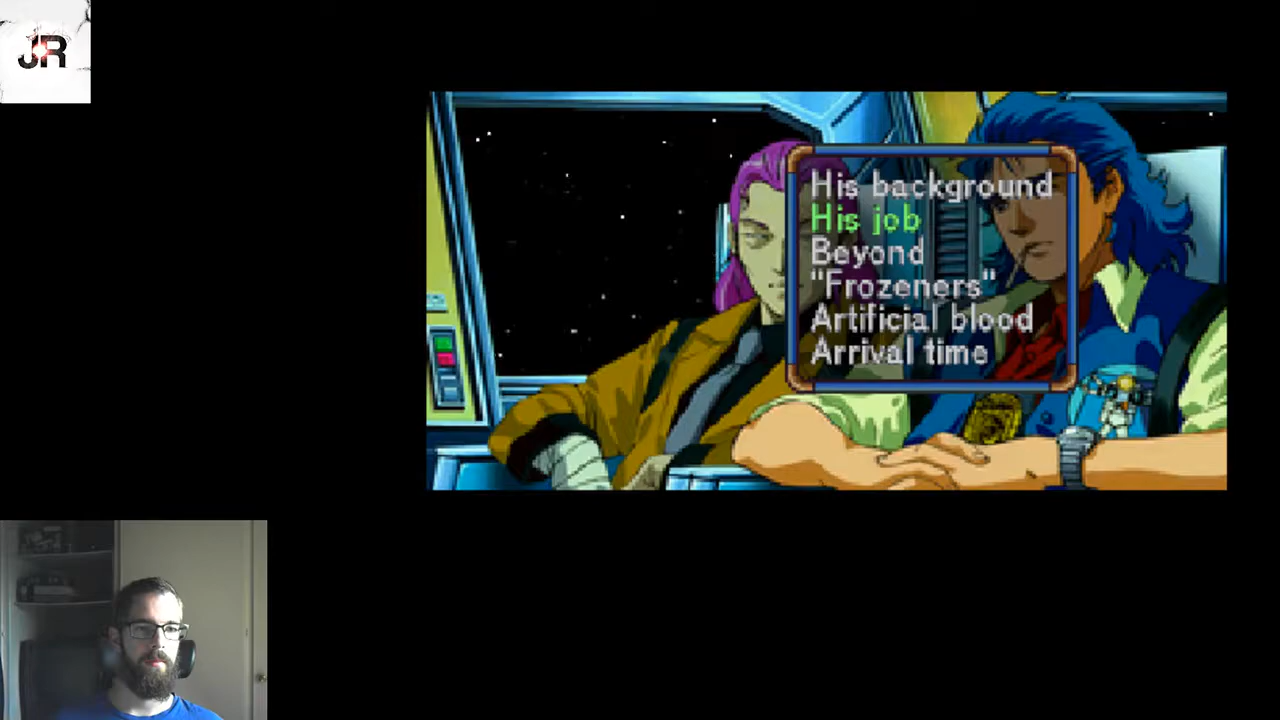 JR
His background
His job
Beyond
"Frozeners"
Artificial blood
Arrival time